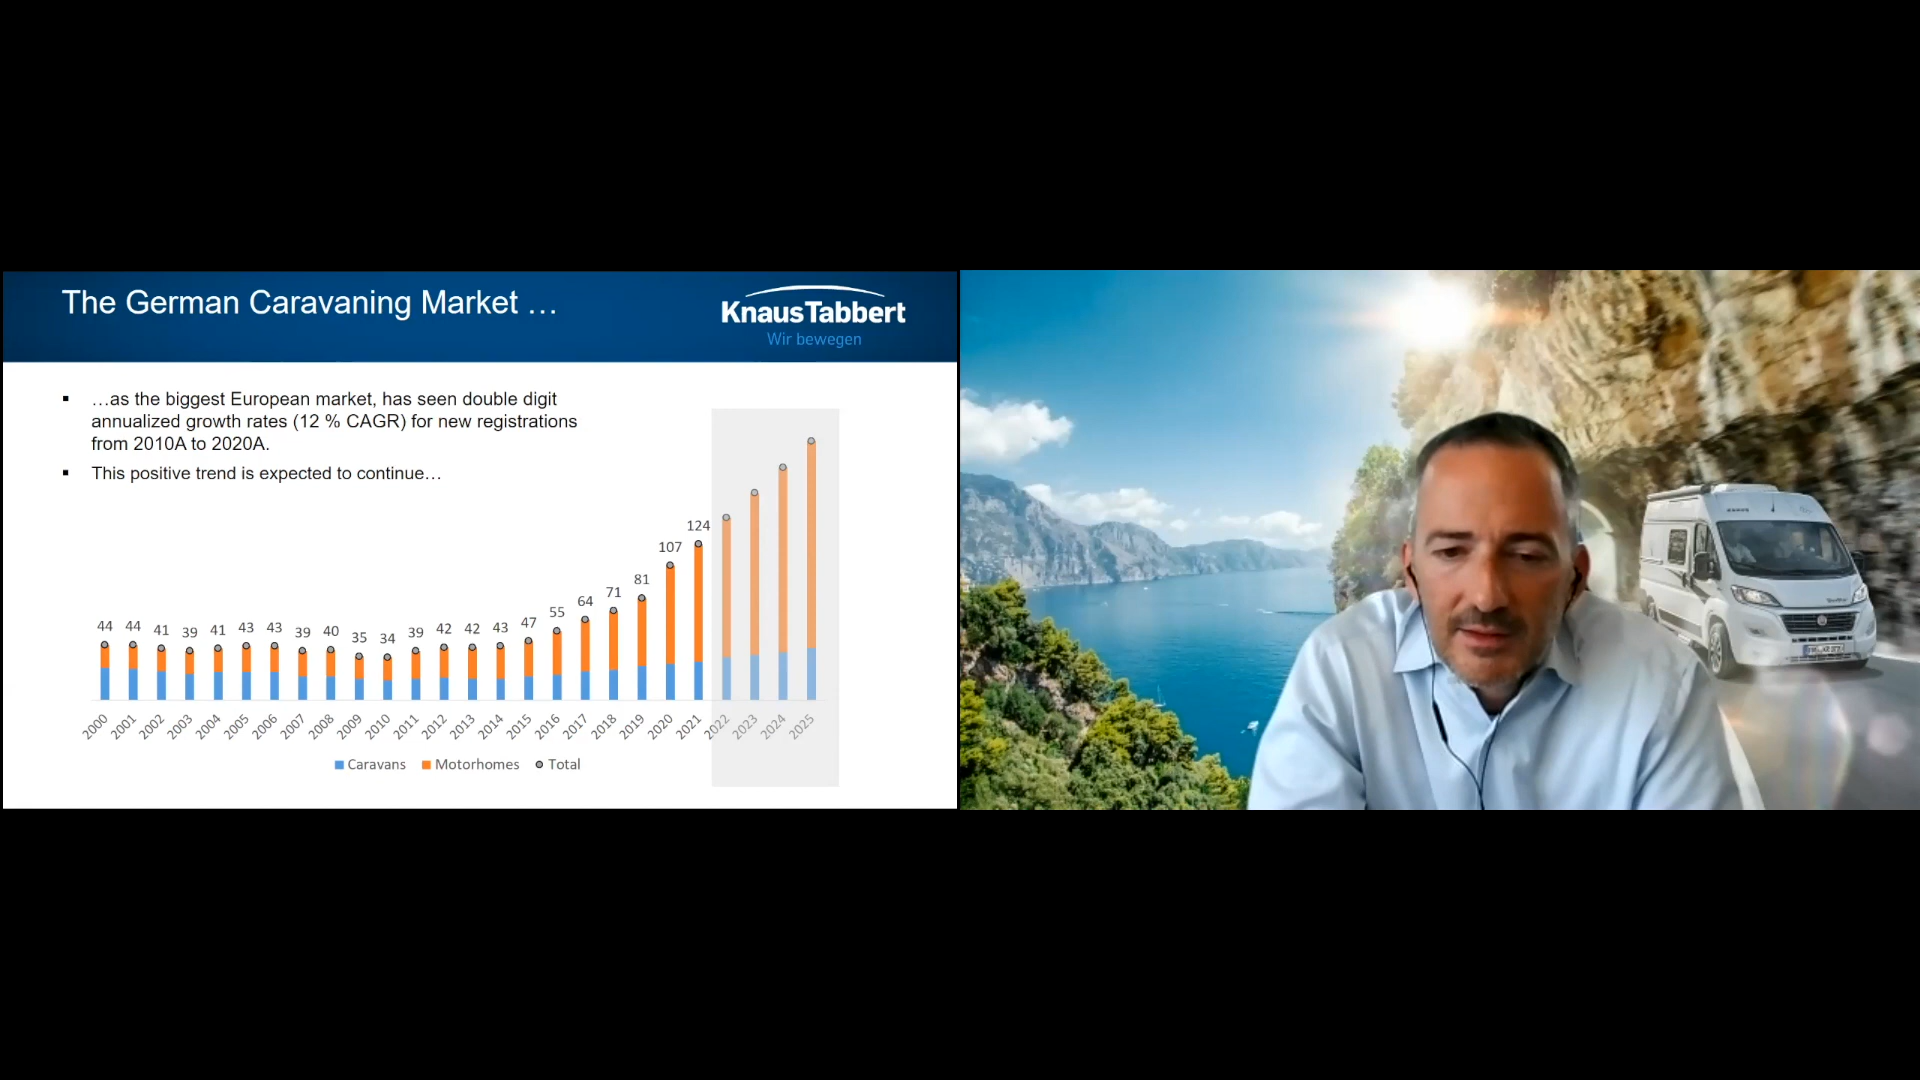 The German Caravaning Market …
KnausTabbert
Wir bewegen
▪ …as the biggest European market, has seen double digit
annualized growth rates (12 % CAGR) for new registrations
from 2010A to 2020A.
▪ This positive trend is expected to continue…
44 44 41 39 41 43 43 39 40 35 34 39 42 42 43 47 55 64 71 81 107 124
2000 2001 2002 2003 2004 2005 2006 2007 2008 2009 2010 2011 2012 2013 2014 2015 2016 2017 2018 2019 2020 2021 2022 2023 2024 2025
Caravans Motorhomes Total